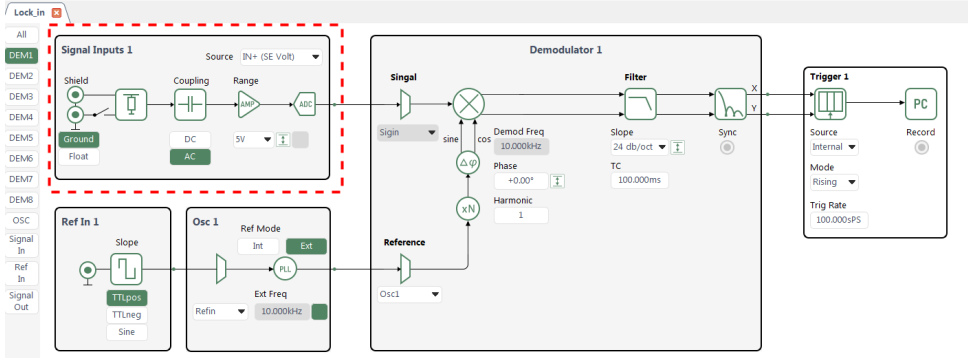 Lock_in
All
DEM1
DEM2
DEM3
DEM4
DEM5
DEM6
DEM7
DEM8
OSC
Signal
In
Ref
In
Signal
Out
Signal Inputs 1
Source IN+ (SE Volt)
Shield
Coupling
Range
AMP
ADC
Ground
Float
DC
AC
5V
Ref In 1
Slope
TTLpos
TTLneg
Sine
Osc 1
Ref Mode
Int Ext
PLL
Ext Freq
Refin 10.000kHz
Demodulator 1
Singal
Sigin
sine cos
Δφ
xN
Reference
Osc1
Demod Freq
10.000kHz
Phase
+0.00°
Harmonic
1
Filter
Slope
24 db/oct
TC
100.000ms
X
Y
Sync
Trigger 1
PC
Source
Internal
Record
Mode
Rising
Trig Rate
100.000sPS